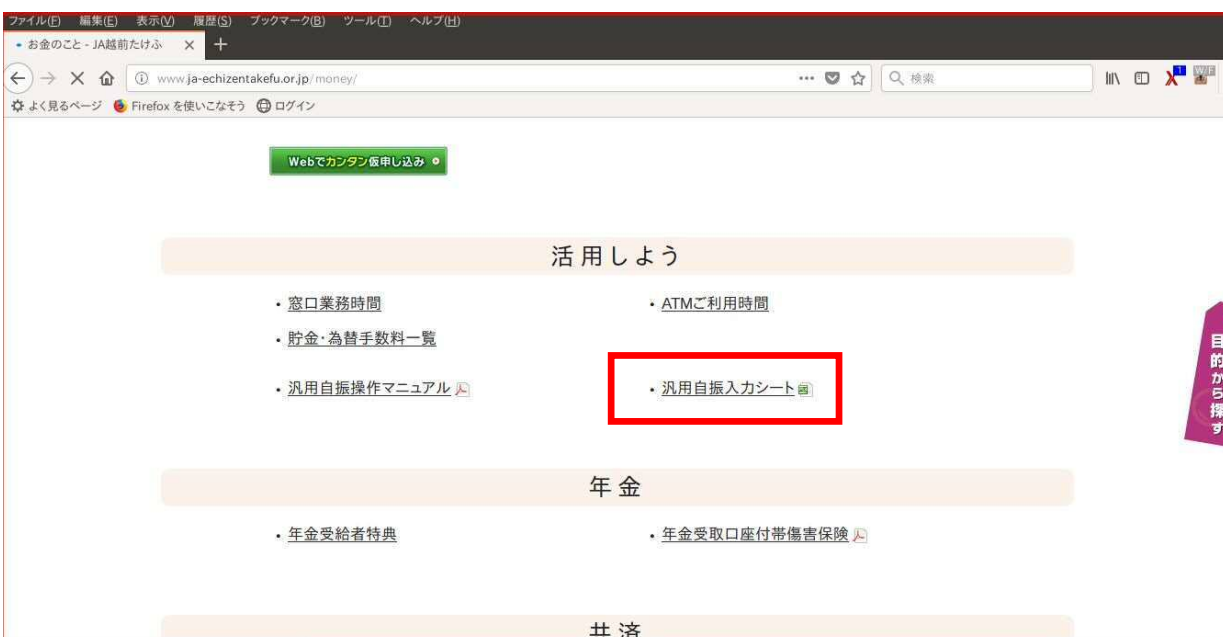 ファイル(F) 編集(E) 表示(V) 履歴(S) ブックマーク(B) ツール(T) ヘルプ(H)
お金のこと - JA越前たけふ
www.ja-echizentakefu.or.jp/money/
検索
よく見るページ Firefox を使いこなそう ログイン
Webでカンタン仮申し込み
活用しよう
・窓口業務時間 ・ATMご利用時間
・貯金・為替手数料一覧
・汎用自振操作マニュアル ・汎用自振入力シート
目的から探す
年金
・年金受給者特典 ・年金受取口座付帯傷害保険
共済